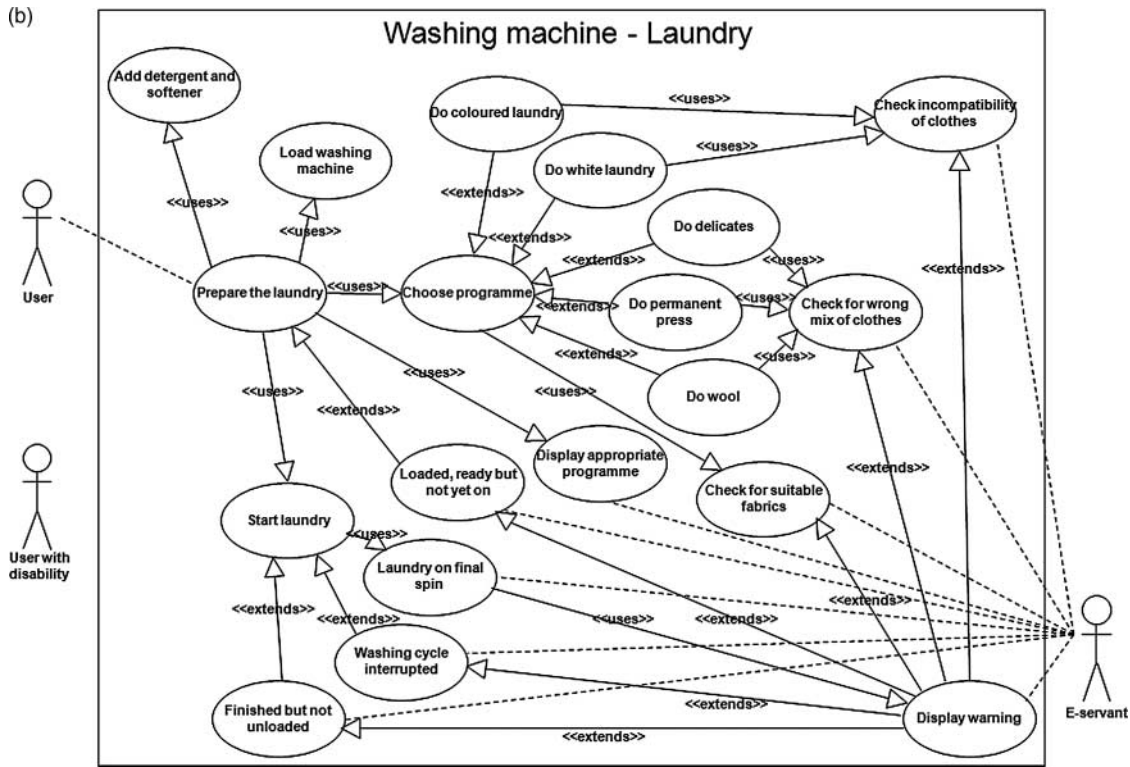 (b)
Washing machine - Laundry
Add detergent and
softener
Do coloured laundry
<<uses>>
Check incompatibility
of clothes
Load washing
machine
Do white laundry
<<uses>>
<<extends>>
<<uses>>
<<uses>>
<<extends>>
Do delicates
<<extends>>
<<uses>>
<<extends>>
User
Prepare the laundry
<<uses>>
Choose programme
<<extends>>
Do permanent
press
<<uses>>
Check for wrong
mix of clothes
<<extends>>
<<uses>>
<<uses>>
<<uses>>
<<uses>>
Do wool
<<extends>>
Display appropriate
programme
Loaded, ready but
not yet on
Check for suitable
fabrics
<<extends>>
Start laundry
<<uses>>
User with
disability
Laundry on final
spin
<<extends>>
<<extends>>
<<uses>>
<<extends>>
<<extends>>
Washing cycle
interrupted
Finished but not
unloaded
<<extends>>
Display warning
E-servant
<<extends>>